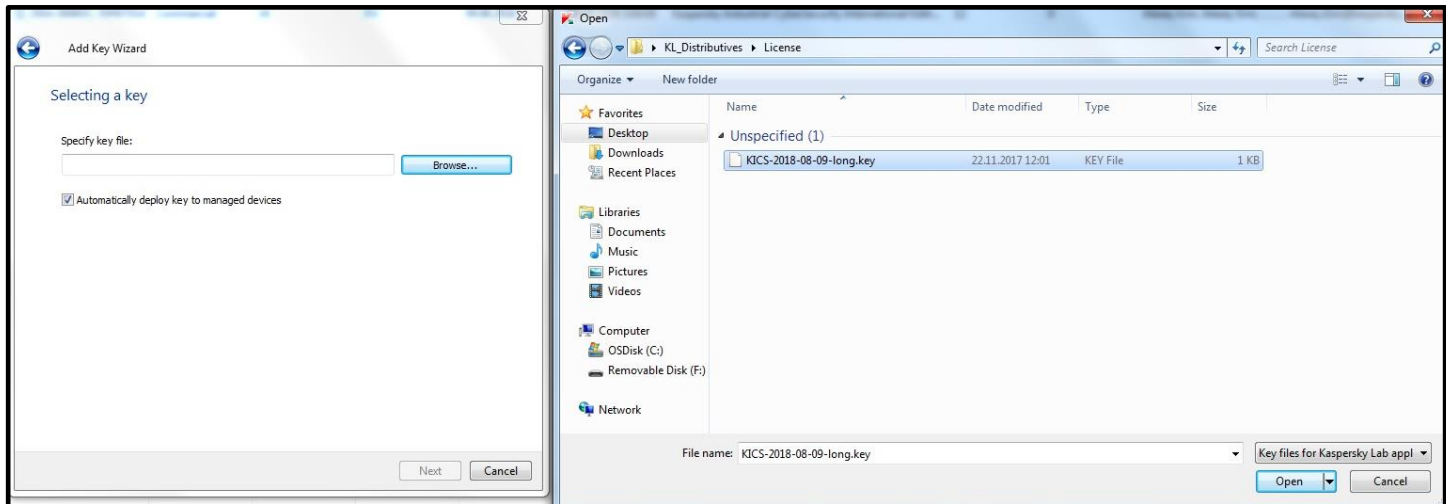 Add Key Wizard
Selecting a key
Specify key file:
Browse...
Automatically deploy key to managed devices
Next
Cancel
Open
KL_Distributives
License
Search License
Organize
New folder
Name
Date modified
Type
Size
Favorites
Desktop
Downloads
Recent Places
Libraries
Documents
Music
Pictures
Videos
Computer
OSDisk (C:)
Removable Disk (F:)
Network
Unspecified (1)
KICS-2018-08-09-long.key
22.11.2017 12:01
KEY File
1 KB
File name:
KICS-2018-08-09-long.key
Key files for Kaspersky Lab appl
Open
Cancel